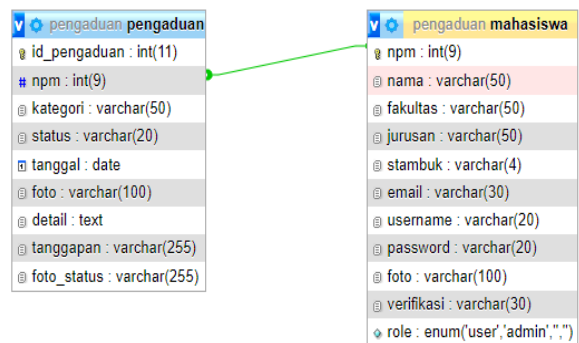 pengaduan pengaduan
id_pengaduan : int(11)
npm : int(9)
kategori : varchar(50)
status : varchar(20)
tanggal : date
foto : varchar(100)
detail : text
tanggapan : varchar(255)
foto_status : varchar(255)
pengaduan mahasiswa
npm : int(9)
nama : varchar(50)
fakultas : varchar(50)
jurusan : varchar(50)
stambuk : varchar(4)
email : varchar(30)
username : varchar(20)
password : varchar(20)
foto : varchar(100)
verifikasi : varchar(30)
role : enum('user','admin','','')